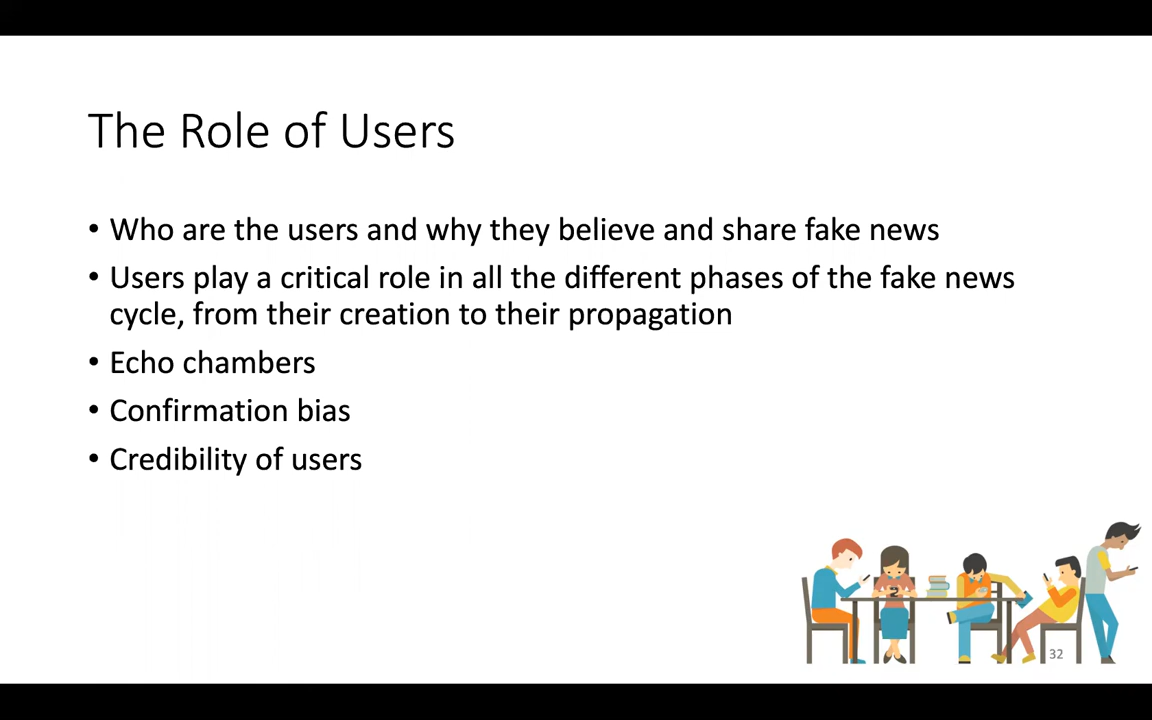 The Role of Users
• Who are the users and why they believe and share fake news
• Users play a critical role in all the different phases of the fake news
cycle, from their creation to their propagation
• Echo chambers
• Confirmation bias
• Credibility of users
32